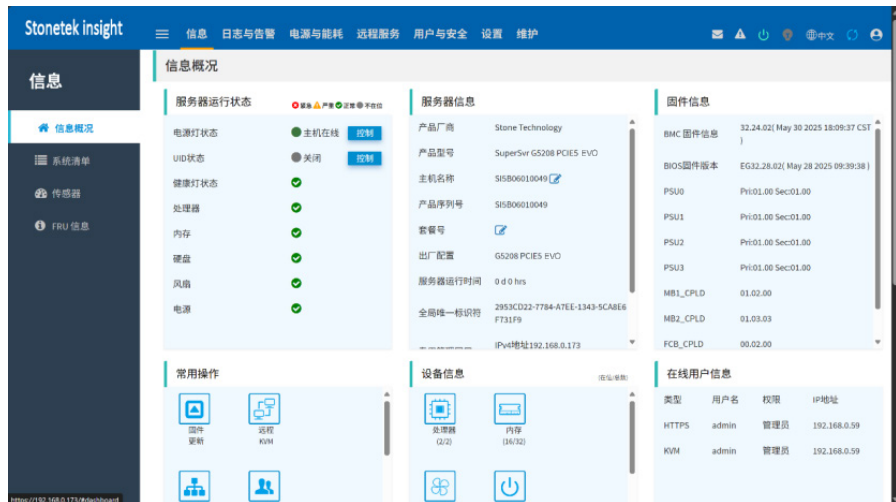 Stonetek insight
信息 日志与告警 电源与能耗 远程服务 用户与安全 设置 维护
中文
信息
信息概况
系统清单
传感器
FRU 信息
信息概况
服务器运行状态
紧急 严重 正常 不在位
电源灯状态 主机在线 控制
UID状态 关闭 控制
健康灯状态
处理器
内存
硬盘
风扇
电源
服务器信息
产品厂商 Stone Technology
产品型号 SuperSvr G5208 PCIE5 EVO
主机名称 SI5B06010049
产品序列号 SI5B06010049
套餐号
出厂配置 G5208 PCIE5 EVO
服务器运行时间 0 d 0 hrs
全局唯一标识符 2953CD22-7784-A7EE-1343-5CA8E6
F731F9
IPv4地址192.168.0.173
固件信息
BMC 固件信息 32.24.02( May 30 2025 18:09:37 CST
)
BIOS固件版本 EG32.28.02( May 28 2025 09:39:38 )
PSU0 Pri:01.00 Sec:01.00
PSU1 Pri:01.00 Sec:01.00
PSU2 Pri:01.00 Sec:01.00
PSU3 Pri:01.00 Sec:01.00
MB1_CPLD 01.02.00
MB2_CPLD 01.03.03
FCB_CPLD 00.02.00
常用操作
固件
更新
远程
KVM
设备信息
(在位/总数)
处理器
(2/2)
内存
(16/32)
在线用户信息
类型 用户名 权限 IP地址
HTTPS admin 管理员 192.168.0.59
KVM admin 管理员 192.168.0.59
https://192.168.0.173/#dashboard